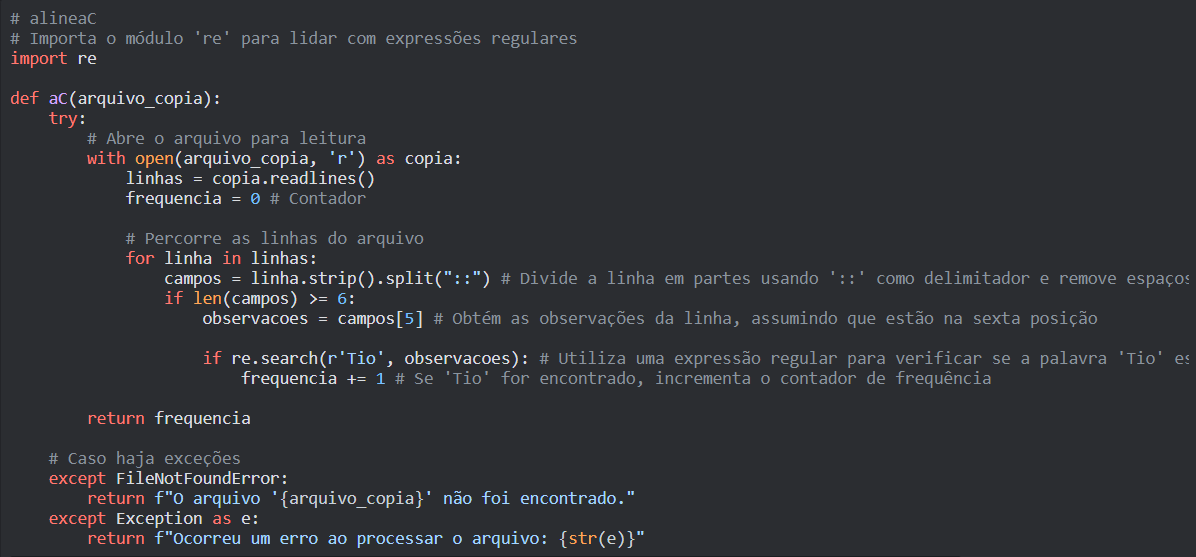 # alineaC
# Importa o módulo 're' para lidar com expressões regulares
import re
def aC(arquivo_copia):
    try:
        # Abre o arquivo para leitura
        with open(arquivo_copia, 'r') as copia:
            linhas = copia.readlines()
            frequencia = 0 # Contador
            # Percorre as linhas do arquivo
            for linha in linhas:
                campos = linha.strip().split("::") # Divide a linha em partes usando '::' como delimitador e remove espaços
                if len(campos) >= 6:
                    observacoes = campos[5] # Obtém as observações da linha, assumindo que estão na sexta posição
                    if re.search(r'Tio', observacoes): # Utiliza uma expressão regular para verificar se a palavra 'Tio' es
                        frequencia += 1 # Se 'Tio' for encontrado, incrementa o contador de frequência
        return frequencia
    # Caso haja exceções
    except FileNotFoundError:
        return f"O arquivo '{arquivo_copia}' não foi encontrado."
    except Exception as e:
        return f"Ocorreu um erro ao processar o arquivo: {str(e)}"